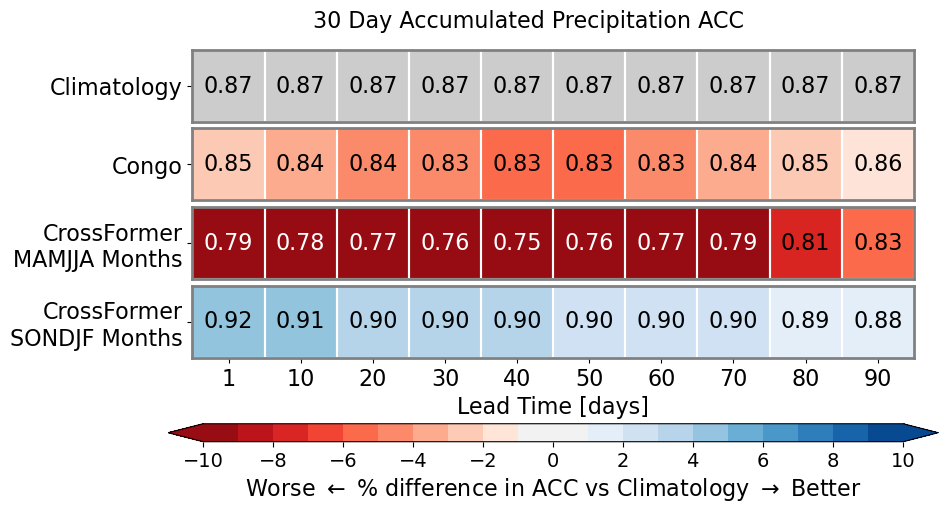 30 Day Accumulated Precipitation ACC
Climatology 0.87 0.87 0.87 0.87 0.87 0.87 0.87 0.87 0.87 0.87
Congo 0.85 0.84 0.84 0.83 0.83 0.83 0.83 0.84 0.85 0.86
CrossFormer
MAMJJA Months 0.79 0.78 0.77 0.76 0.75 0.76 0.77 0.79 0.81 0.83
CrossFormer
SONDJF Months 0.92 0.91 0.90 0.90 0.90 0.90 0.90 0.90 0.89 0.88
1 10 20 30 40 50 60 70 80 90
Lead Time [days]
−10 −8 −6 −4 −2 0 2 4 6 8 10
Worse ← % difference in ACC vs Climatology → Better